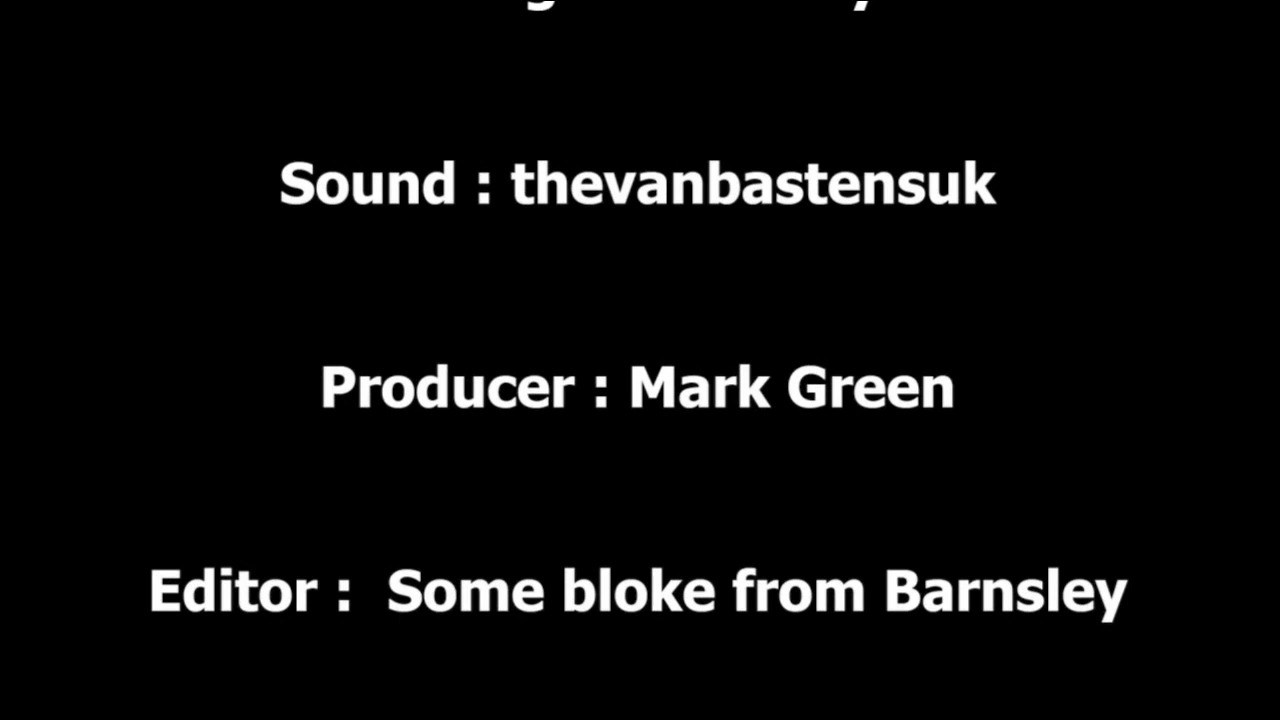 Sound : thevanbastensuk
Producer : Mark Green
Editor :  Some bloke from Barnsley